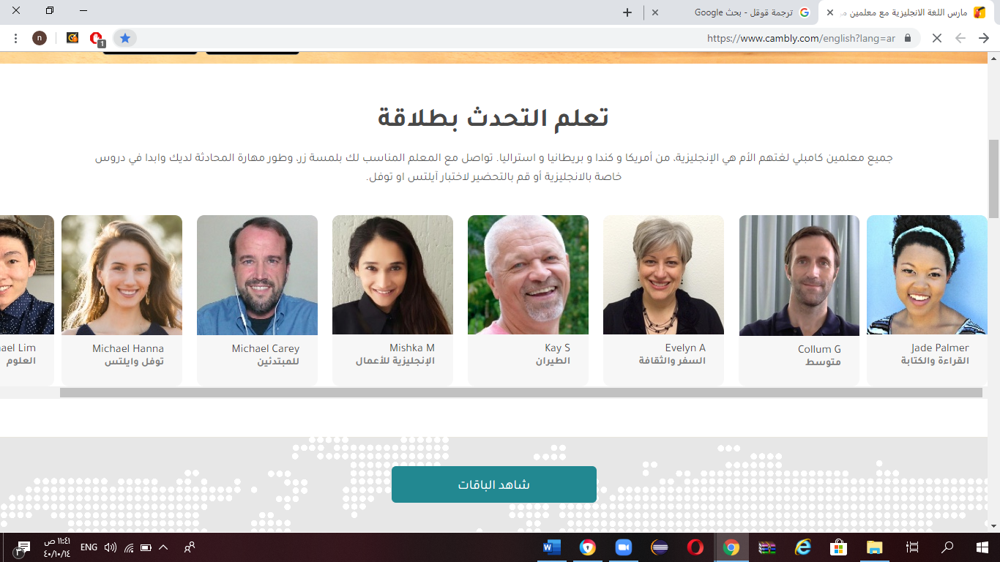 مارس اللغة الانجليزية مع معلمين
ترجمة قوقل - بحث Google
https://www.cambly.com/english?lang=ar
n
1
تعلم التحدث بطلاقة
جميع معلمين كامبلي لغتهم الأم هي الإنجليزية، من أمريكا و كندا و بريطانيا و استراليا. تواصل مع المعلم المناسب لك بلمسة زر، وطور مهارة المحادثة لديك وابدا في دروس
خاصة بالانجليزية أو قم بالتحضير لاختبار آيلتس او توفل.
Jade Palmer
القراءة والكتابة
Collum G
متوسط
Evelyn A
السفر والثقافة
Kay S
الطيران
Mishka M
الإنجليزية للأعمال
Michael Carey
للمبتدئين
Michael Hanna
توفل وايلتس
ael Lim
العلوم
شاهد الباقات
ENG
١١:٤١ ص
٤٠/١٠/١٤
٣